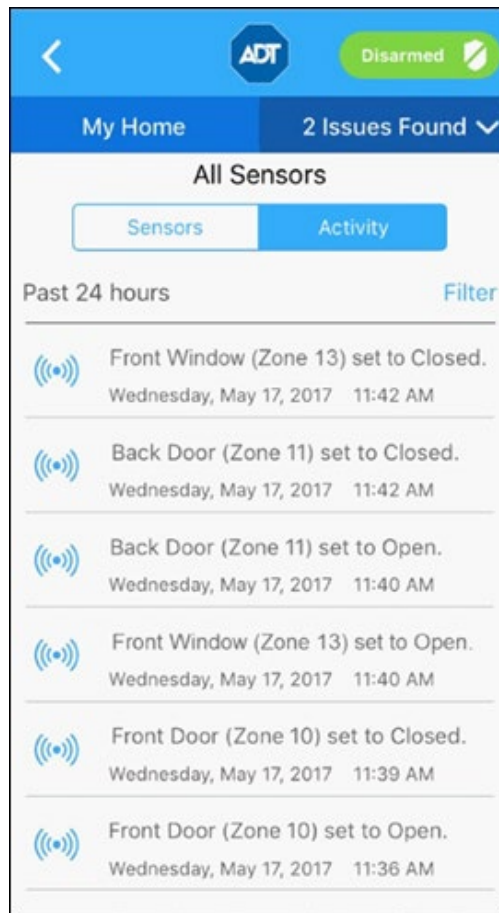 ADT
Disarmed
My Home
2 Issues Found
All Sensors
Sensors
Activity
Past 24 hours
Filter
Front Window (Zone 13) set to Closed.
Wednesday, May 17, 2017 11:42 AM
Back Door (Zone 11) set to Closed.
Wednesday, May 17, 2017 11:42 AM
Back Door (Zone 11) set to Open.
Wednesday, May 17, 2017 11:40 AM
Front Window (Zone 13) set to Open.
Wednesday, May 17, 2017 11:40 AM
Front Door (Zone 10) set to Closed.
Wednesday, May 17, 2017 11:39 AM
Front Door (Zone 10) set to Open.
Wednesday, May 17, 2017 11:36 AM